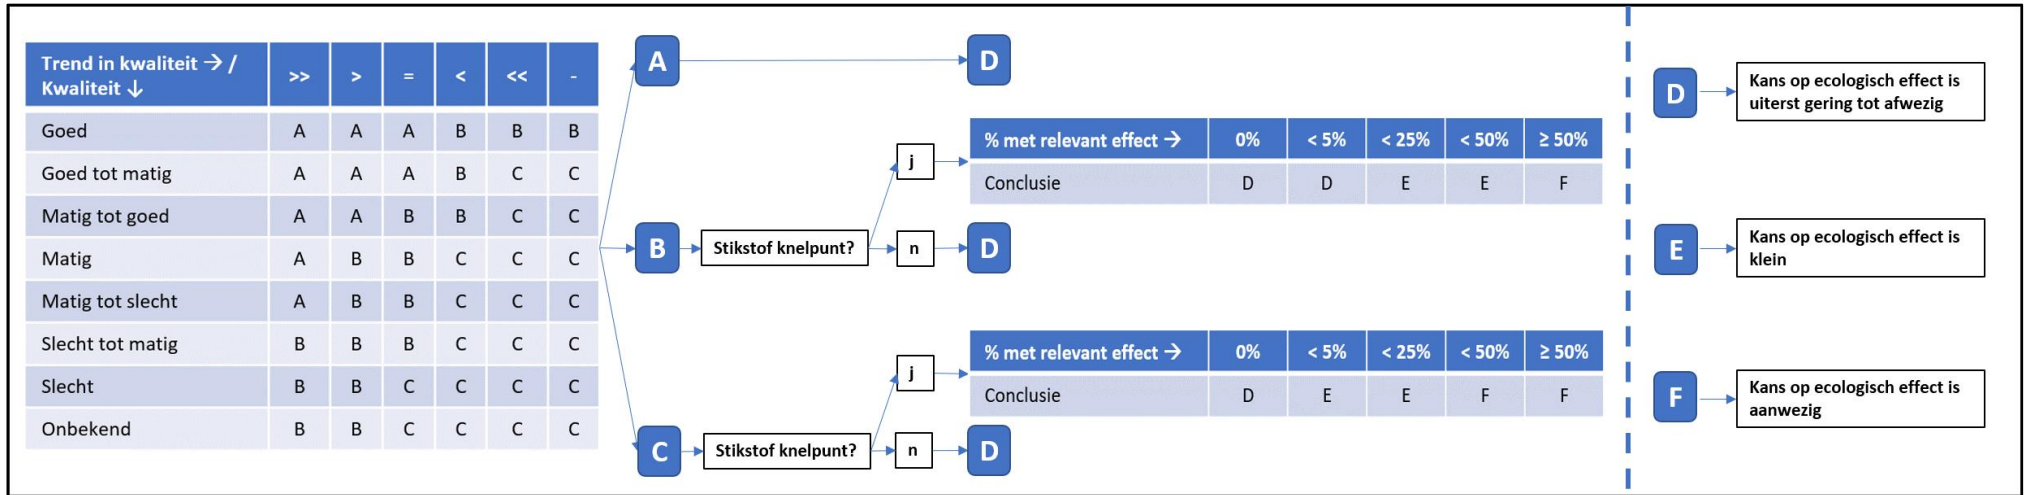 Trend in kwaliteit → / >> > = < << -
Kwaliteit ↓
Goed A A A B B B
Goed tot matig A A A B C C
Matig tot goed A A B B C C
Matig A B B C C C
Matig tot slecht A B B C C C
Slecht tot matig B B B C C C
Slecht B B C C C C
Onbekend B B C C C C
A
D
B
Stikstof knelpunt?
j
% met relevant effect → 0% < 5% < 25% < 50% ≥ 50%
Conclusie D D E E F
n
D
C
Stikstof knelpunt?
j
% met relevant effect → 0% < 5% < 25% < 50% ≥ 50%
Conclusie D E E F F
n
D
D
Kans op ecologisch effect is
uiterst gering tot afwezig
E
Kans op ecologisch effect is
klein
F
Kans op ecologisch effect is
aanwezig